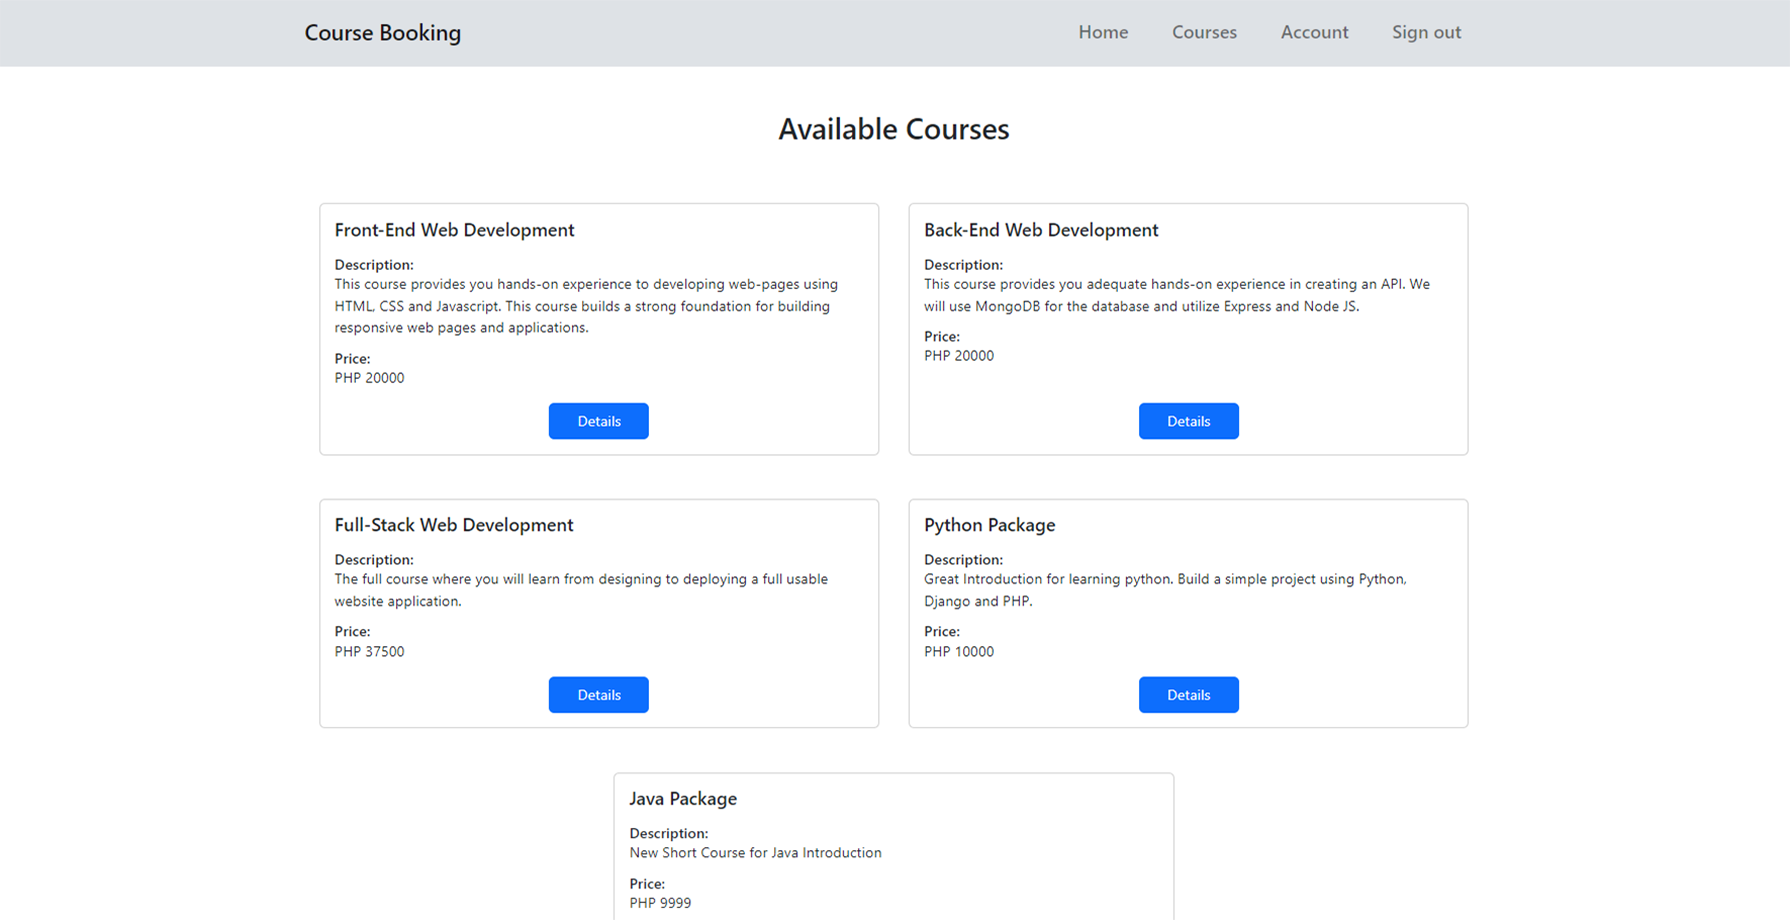 Course Booking
Home
Courses
Account
Sign out
Available Courses
Front-End Web Development
Description:
This course provides you hands-on experience to developing web-pages using
HTML, CSS and Javascript. This course builds a strong foundation for building
responsive web pages and applications.
Price:
PHP 20000
Details
Back-End Web Development
Description:
This course provides you adequate hands-on experience in creating an API. We
will use MongoDB for the database and utilize Express and Node JS.
Price:
PHP 20000
Details
Full-Stack Web Development
Description:
The full course where you will learn from designing to deploying a full usable
website application.
Price:
PHP 37500
Details
Python Package
Description:
Great Introduction for learning python. Build a simple project using Python,
Django and PHP.
Price:
PHP 10000
Details
Java Package
Description:
New Short Course for Java Introduction
Price:
PHP 9999